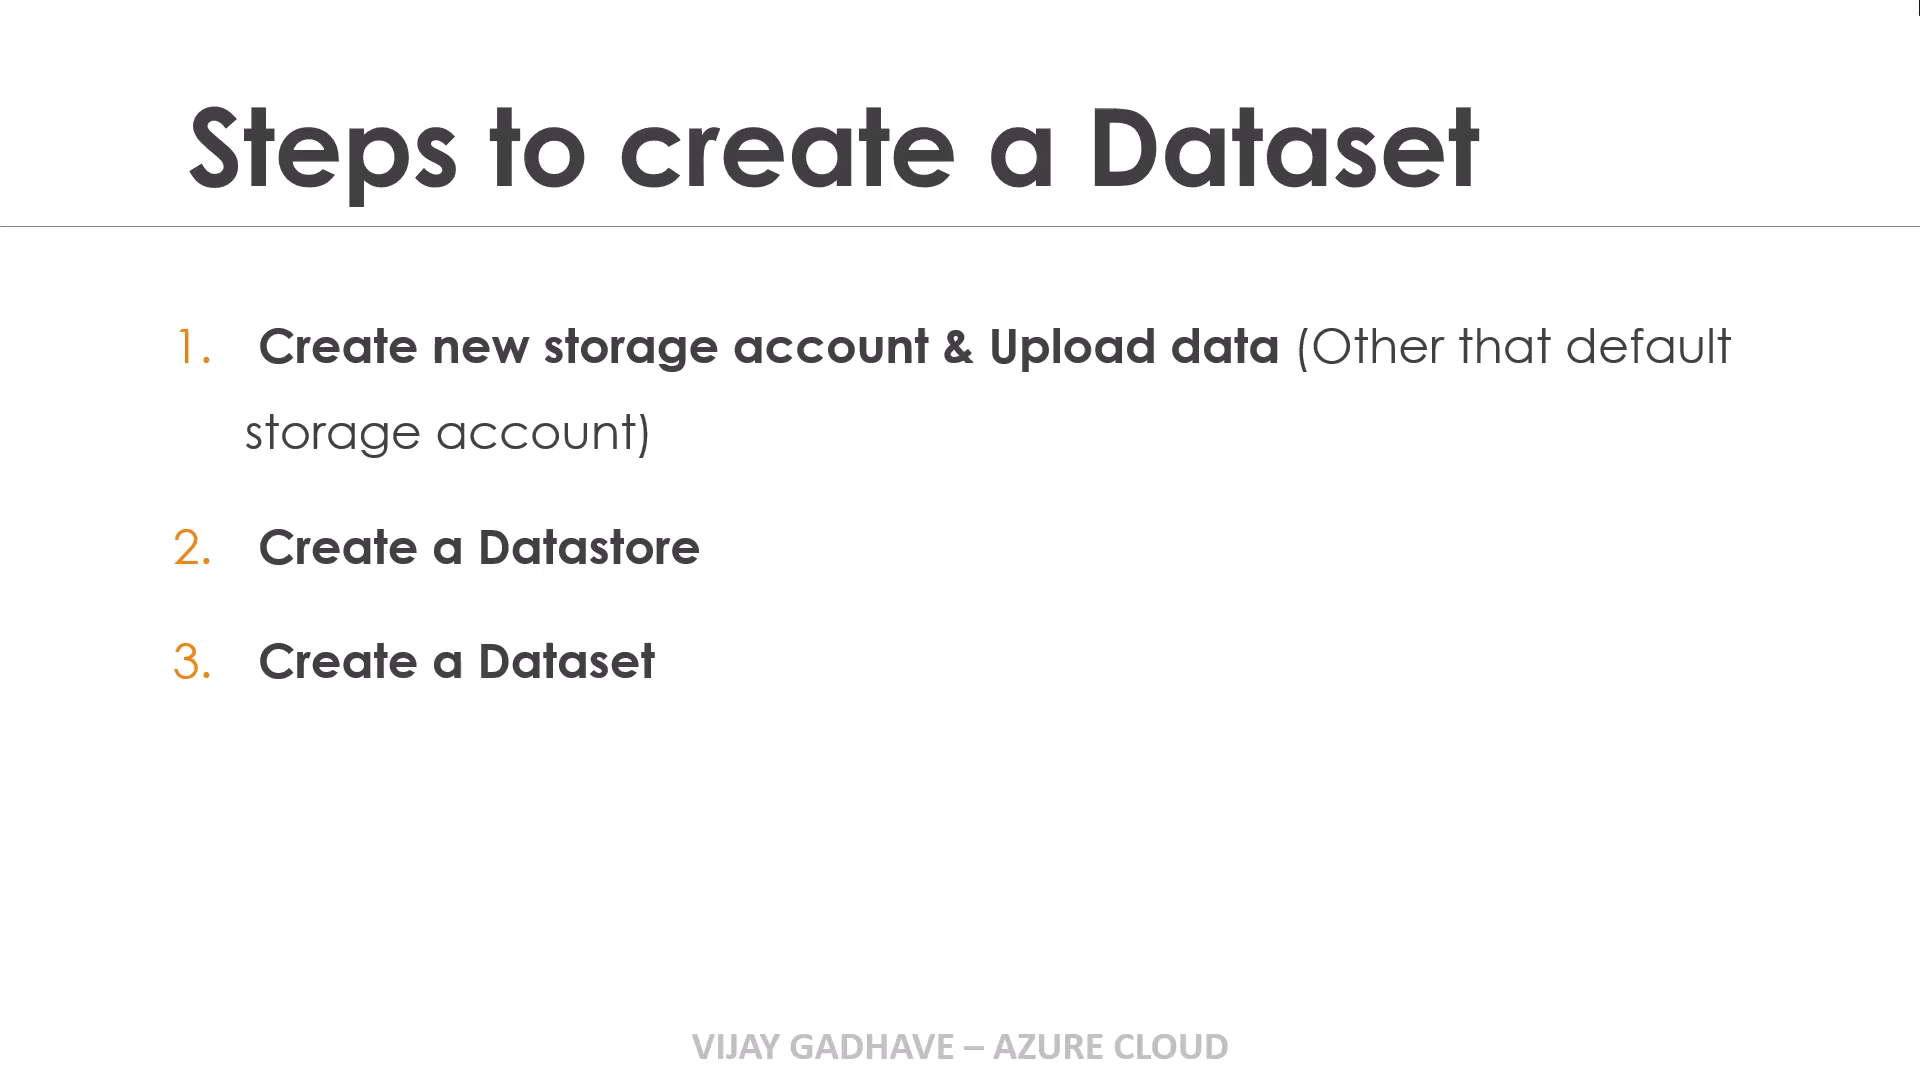 Steps to create a Dataset
1. Create new storage account & Upload data (Other that default
storage account)
2. Create a Datastore
3. Create a Dataset
VIJAY GADHAVE – AZURE CLOUD